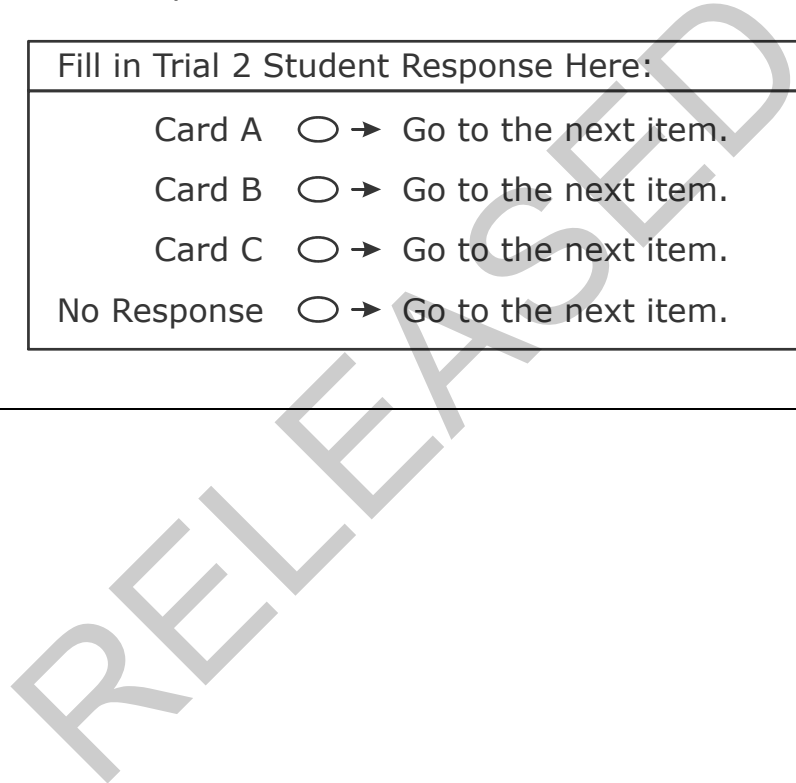 Fill in Trial 2 Student Response Here:
Card A → Go to the next item.
Card B → Go to the next item.
Card C → Go to the next item.
No Response → Go to the next item.
RELEASED